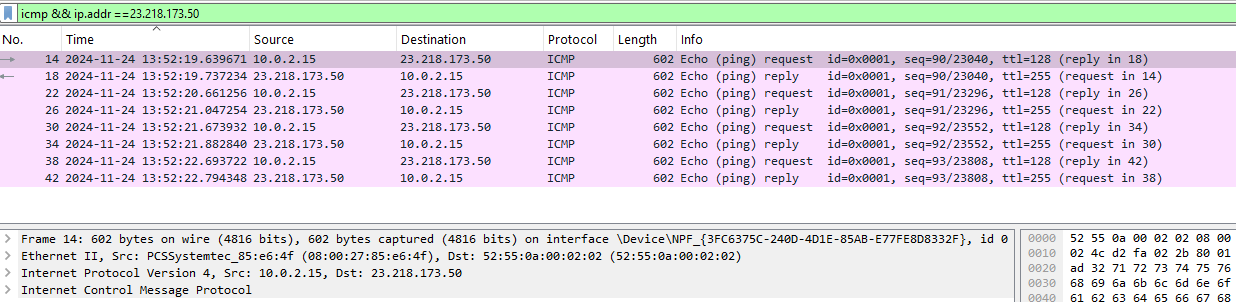 icmp && ip.addr ==23.218.173.50
No. Time Source Destination Protocol Length Info
14 2024-11-24 13:52:19.639671 10.0.2.15 23.218.173.50 ICMP 602 Echo (ping) request id=0x0001, seq=90/23040, ttl=128 (reply in 18)
18 2024-11-24 13:52:19.737234 23.218.173.50 10.0.2.15 ICMP 602 Echo (ping) reply id=0x0001, seq=90/23040, ttl=255 (request in 14)
22 2024-11-24 13:52:20.661256 10.0.2.15 23.218.173.50 ICMP 602 Echo (ping) request id=0x0001, seq=91/23296, ttl=128 (reply in 26)
26 2024-11-24 13:52:21.047254 23.218.173.50 10.0.2.15 ICMP 602 Echo (ping) reply id=0x0001, seq=91/23296, ttl=255 (request in 22)
30 2024-11-24 13:52:21.673932 10.0.2.15 23.218.173.50 ICMP 602 Echo (ping) request id=0x0001, seq=92/23552, ttl=128 (reply in 34)
34 2024-11-24 13:52:21.882840 23.218.173.50 10.0.2.15 ICMP 602 Echo (ping) reply id=0x0001, seq=92/23552, ttl=255 (request in 30)
38 2024-11-24 13:52:22.693722 10.0.2.15 23.218.173.50 ICMP 602 Echo (ping) request id=0x0001, seq=93/23808, ttl=128 (reply in 42)
42 2024-11-24 13:52:22.794348 23.218.173.50 10.0.2.15 ICMP 602 Echo (ping) reply id=0x0001, seq=93/23808, ttl=255 (request in 38)
Frame 14: 602 bytes on wire (4816 bits), 602 bytes captured (4816 bits) on interface \Device\NPF_{3FC6375C-240D-4D1E-85AB-E77FE8D8332F}, id 0
Ethernet II, Src: PCSSystemtec_85:e6:4f (08:00:27:85:e6:4f), Dst: 52:55:0a:00:02:02 (52:55:0a:00:02:02)
Internet Protocol Version 4, Src: 10.0.2.15, Dst: 23.218.173.50
Internet Control Message Protocol
0000 52 55 0a 00 02 02 08 00
0010 02 4c d2 fa 02 2b 80 01
0020 ad 32 71 72 73 74 75 76
0030 68 69 6a 6b 6c 6d 6e 6f
0040 61 62 63 64 65 66 67 68